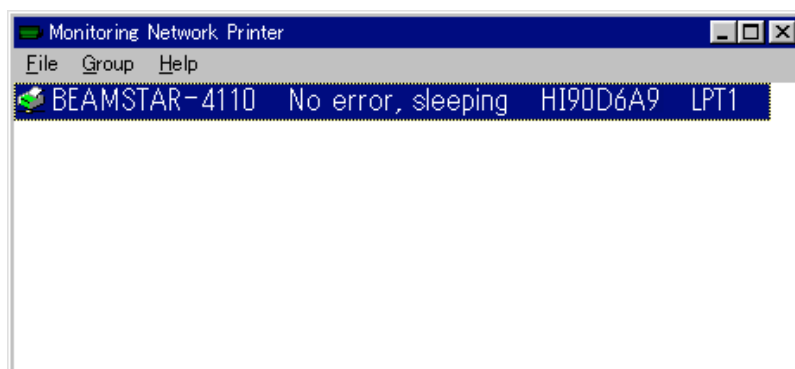 Monitoring Network Printer
File Group Help
BEAMSTAR-4110 No error, sleeping HI90D6A9 LPT1